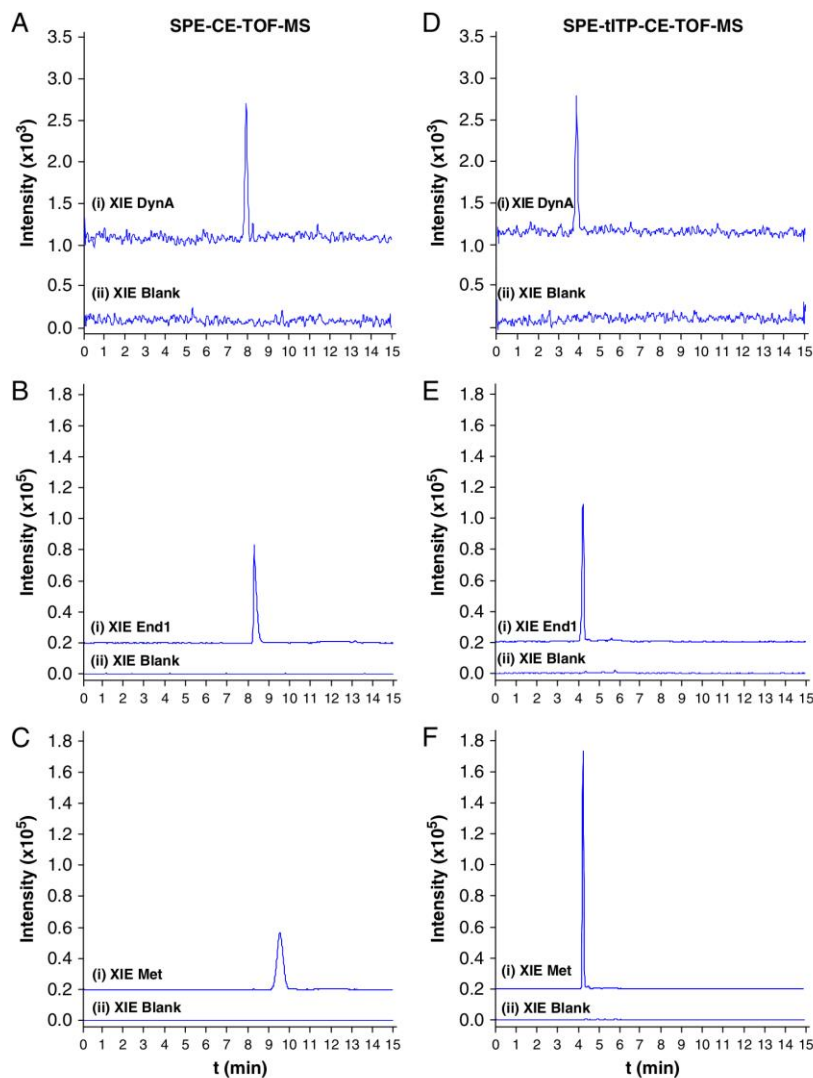 A
SPE-CE-TOF-MS
3.5
3.0
2.5
2.0
1.5
1.0
0.5
0.0
Intensity (x10³)
(i) XIE DynA
(ii) XIE Blank
0 1 2 3 4 5 6 7 8 9 10 11 12 13 14 15
D
SPE-tITP-CE-TOF-MS
3.5
3.0
2.5
2.0
1.5
1.0
0.5
0.0
Intensity (x10³)
(i) XIE DynA
(ii) XIE Blank
0 1 2 3 4 5 6 7 8 9 10 11 12 13 14 15
B
1.8
1.6
1.4
1.2
1.0
0.8
0.6
0.4
0.2
0.0
Intensity (x10⁵)
(i) XIE End1
(ii) XIE Blank
0 1 2 3 4 5 6 7 8 9 10 11 12 13 14 15
E
1.8
1.6
1.4
1.2
1.0
0.8
0.6
0.4
0.2
0.0
Intensity (x10⁵)
(i) XIE End1
(ii) XIE Blank
0 1 2 3 4 5 6 7 8 9 10 11 12 13 14 15
C
1.8
1.6
1.4
1.2
1.0
0.8
0.6
0.4
0.2
0.0
Intensity (x10⁵)
(i) XIE Met
(ii) XIE Blank
0 1 2 3 4 5 6 7 8 9 10 11 12 13 14 15
t (min)
F
1.8
1.6
1.4
1.2
1.0
0.8
0.6
0.4
0.2
0.0
Intensity (x10⁵)
(i) XIE Met
(ii) XIE Blank
0 1 2 3 4 5 6 7 8 9 10 11 12 13 14 15
t (min)